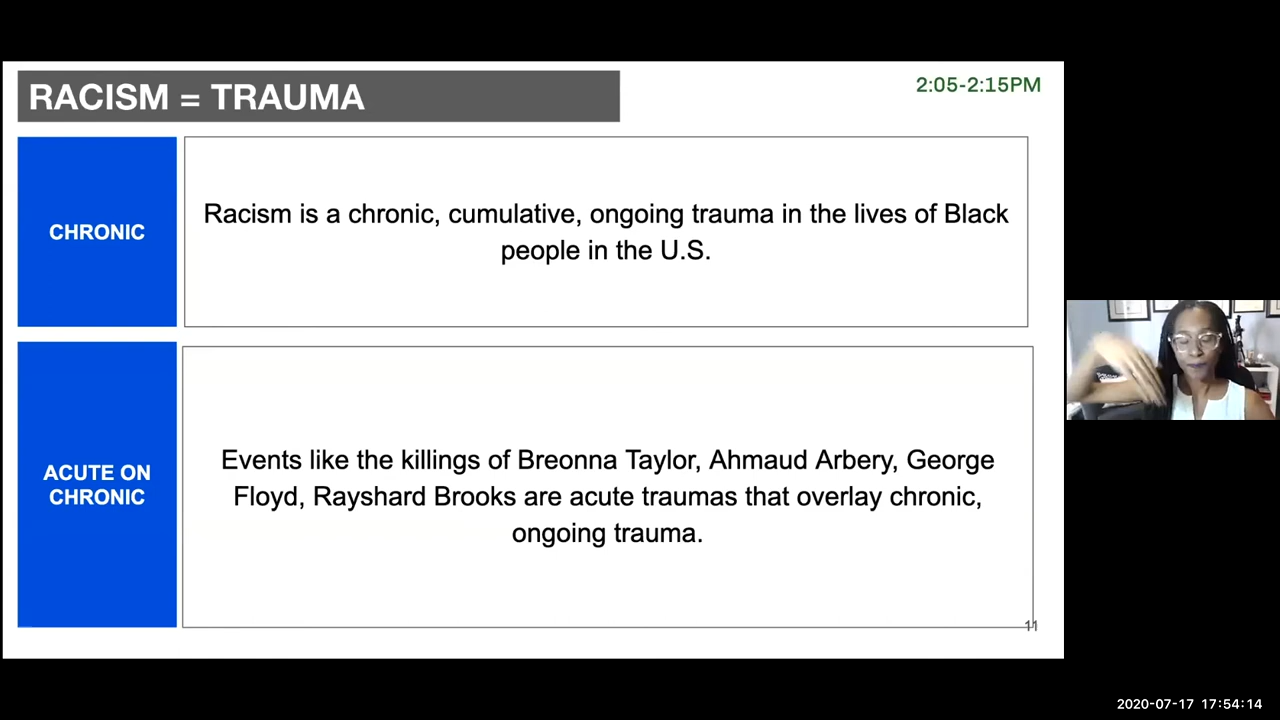 RACISM = TRAUMA
2:05-2:15PM
CHRONIC
Racism is a chronic, cumulative, ongoing trauma in the lives of Black
people in the U.S.
ACUTE ON
CHRONIC
Events like the killings of Breonna Taylor, Ahmaud Arbery, George
Floyd, Rayshard Brooks are acute traumas that overlay chronic,
ongoing trauma.
11
2020-07-17 17:54:14